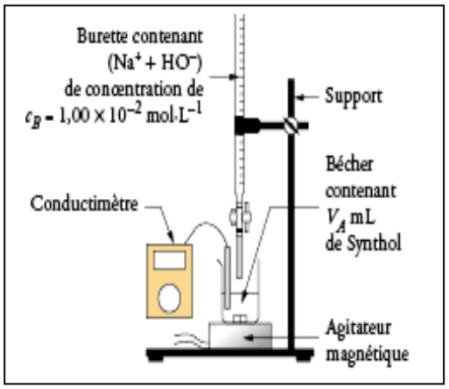 Burette contenant
(Na⁺ + HO⁻)
de concentration de
c_B = 1,00 × 10⁻² mol·L⁻¹
Support
Bécher
contenant
V_A mL
de Synthol
Conductimètre
Agitateur
magnétique